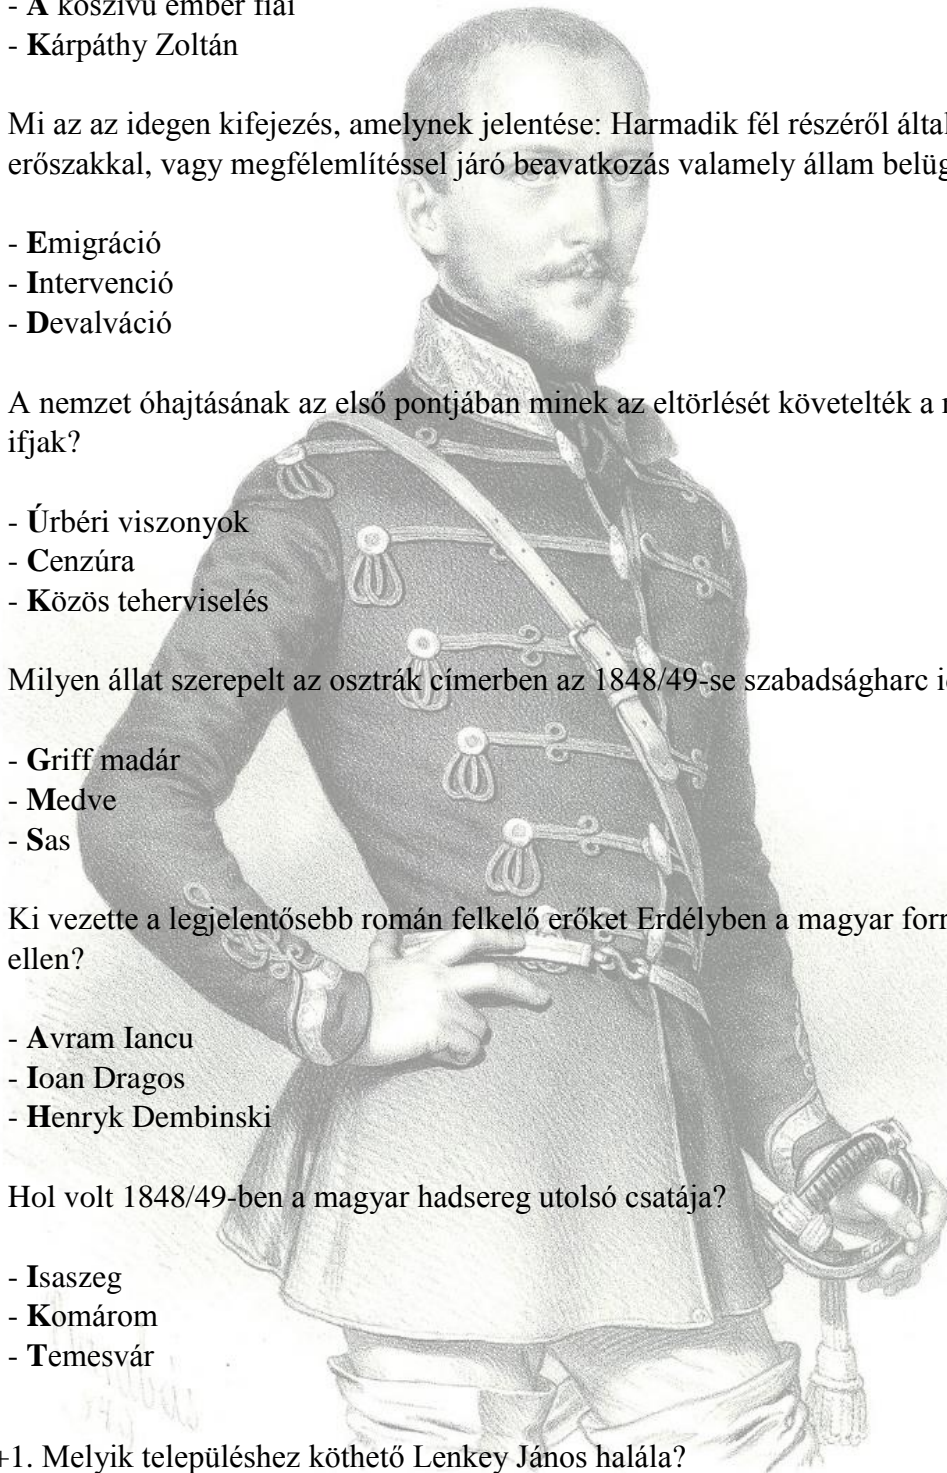 - A kőszívű ember fiai
- Kárpáthy Zoltán
Mi az az idegen kifejezés, amelynek jelentése: Harmadik fél részéről által
erőszakkal, vagy megfélemlítéssel járó beavatkozás valamely állam belüg
- Emigráció
- Intervenció
- Devalváció
A nemzet óhajtásának az első pontjában minek az eltörlését követelték a
ifjak?
- Úrbéri viszonyok
- Cenzúra
- Közös teherviselés
Milyen állat szerepelt az osztrák címerben az 1848/49-se szabadságharc
- Griff madár
- Medve
- Sas
Ki vezette a legjelentősebb román felkelő erőket Erdélyben a magyar forr
ellen?
- Avram Iancu
- Ioan Dragos
- Henryk Dembinski
Hol volt 1848/49-ben a magyar hadsereg utolsó csatája?
- Isaszeg
- Komárom
- Temesvár
+1. Melyik településhez köthető Lenkey János halála?